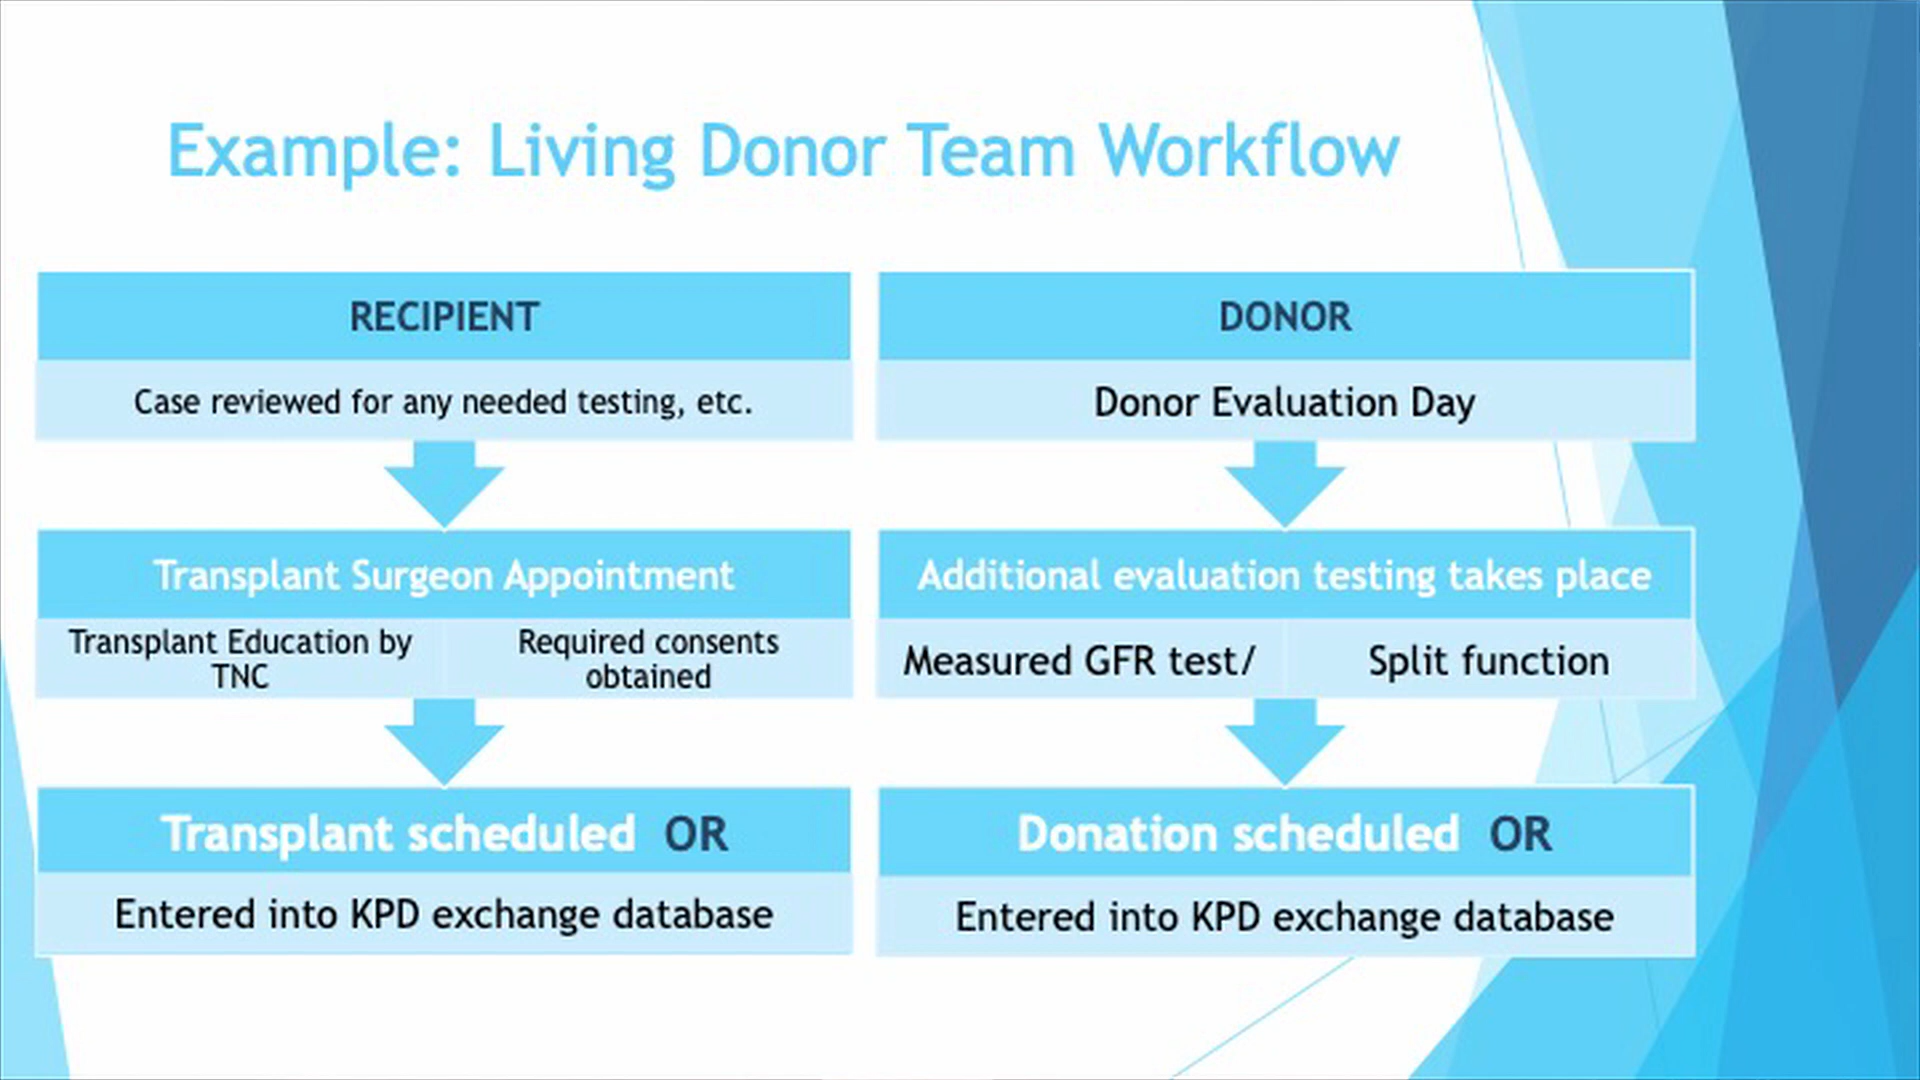 Example: Living Donor Team Workflow
RECIPIENT
Case reviewed for any needed testing, etc.
Transplant Surgeon Appointment
Transplant Education by
TNC
Required consents
obtained
Transplant scheduled OR
Entered into KPD exchange database
DONOR
Donor Evaluation Day
Additional evaluation testing takes place
Measured GFR test/
Split function
Donation scheduled OR
Entered into KPD exchange database